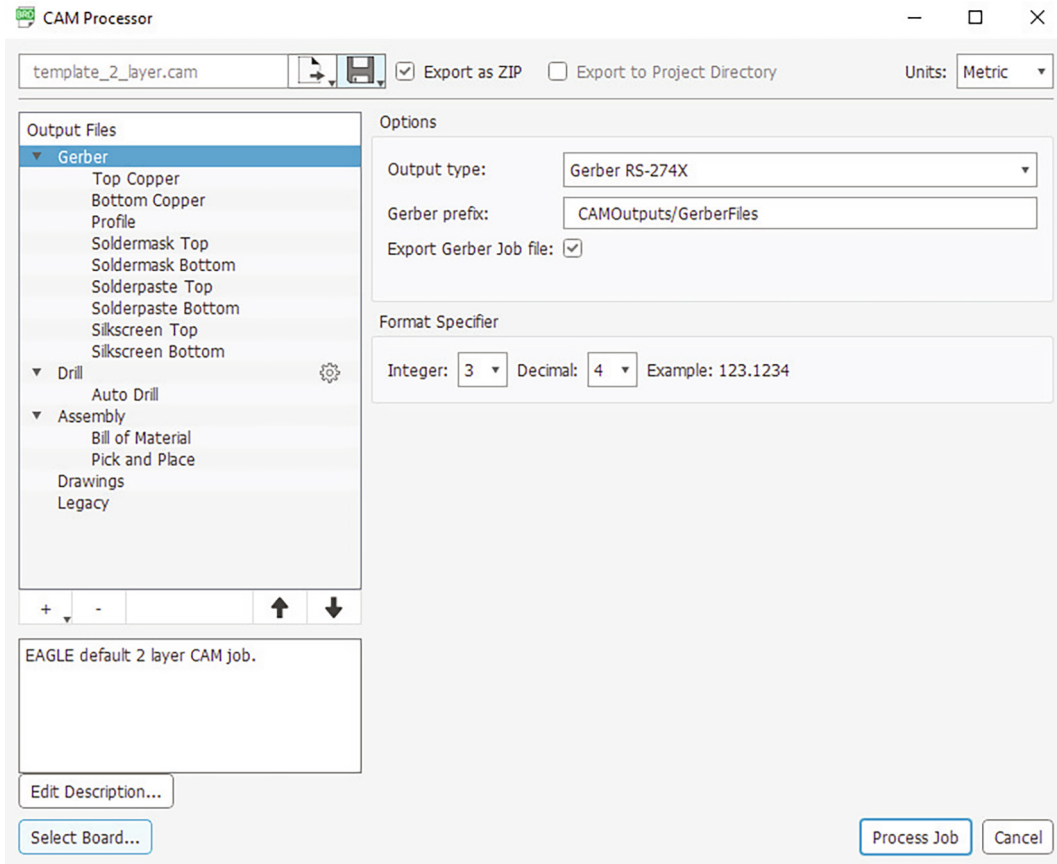 BRD CAM Processor
template_2_layer.cam Export as ZIP Export to Project Directory Units: Metric
Output Files
Gerber
Top Copper
Bottom Copper
Profile
Soldermask Top
Soldermask Bottom
Solderpaste Top
Solderpaste Bottom
Silkscreen Top
Silkscreen Bottom
Drill
Auto Drill
Assembly
Bill of Material
Pick and Place
Drawings
Legacy
+ -
EAGLE default 2 layer CAM job.
Edit Description...
Select Board...
Options
Output type: Gerber RS-274X
Gerber prefix: CAMOutputs/GerberFiles
Export Gerber Job file:
Format Specifier
Integer: 3 Decimal: 4 Example: 123.1234
Process Job Cancel